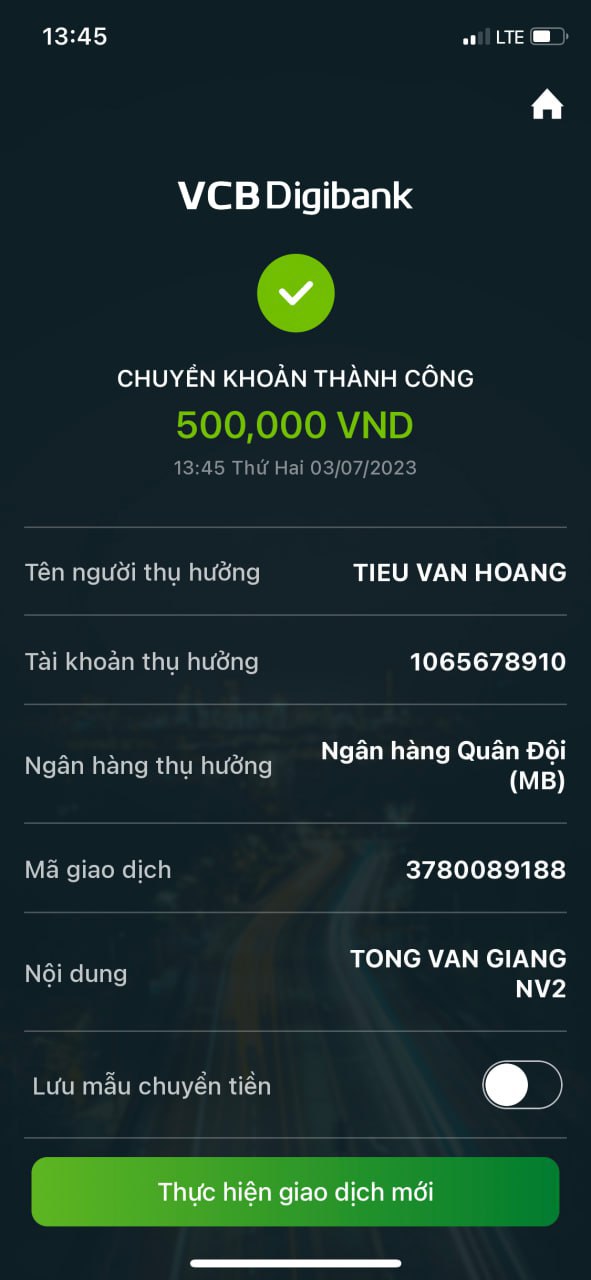 13:45
LTE
VCB Digibank
CHUYỂN KHOẢN THÀNH CÔNG
500,000 VND
13:45 Thứ Hai 03/07/2023
Tên người thụ hưởng
TIEU VAN HOANG
Tài khoản thụ hưởng
1065678910
Ngân hàng thụ hưởng
Ngân hàng Quân Đội
(MB)
Mã giao dịch
3780089188
Nội dung
TONG VAN GIANG
NV2
Lưu mẫu chuyển tiền
Thực hiện giao dịch mới